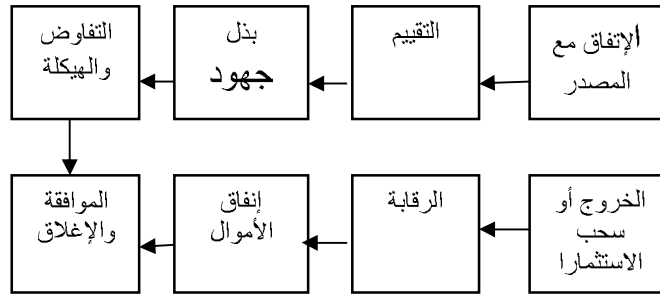 الإتفاق مع
المصدر
التقييم
بذل
جهود
التفاوض
والهيكلة
الموافقة
والإغلاق
إنفاق
الأموال
الرقابة
الخروج أو
سحب
الاستثمارا